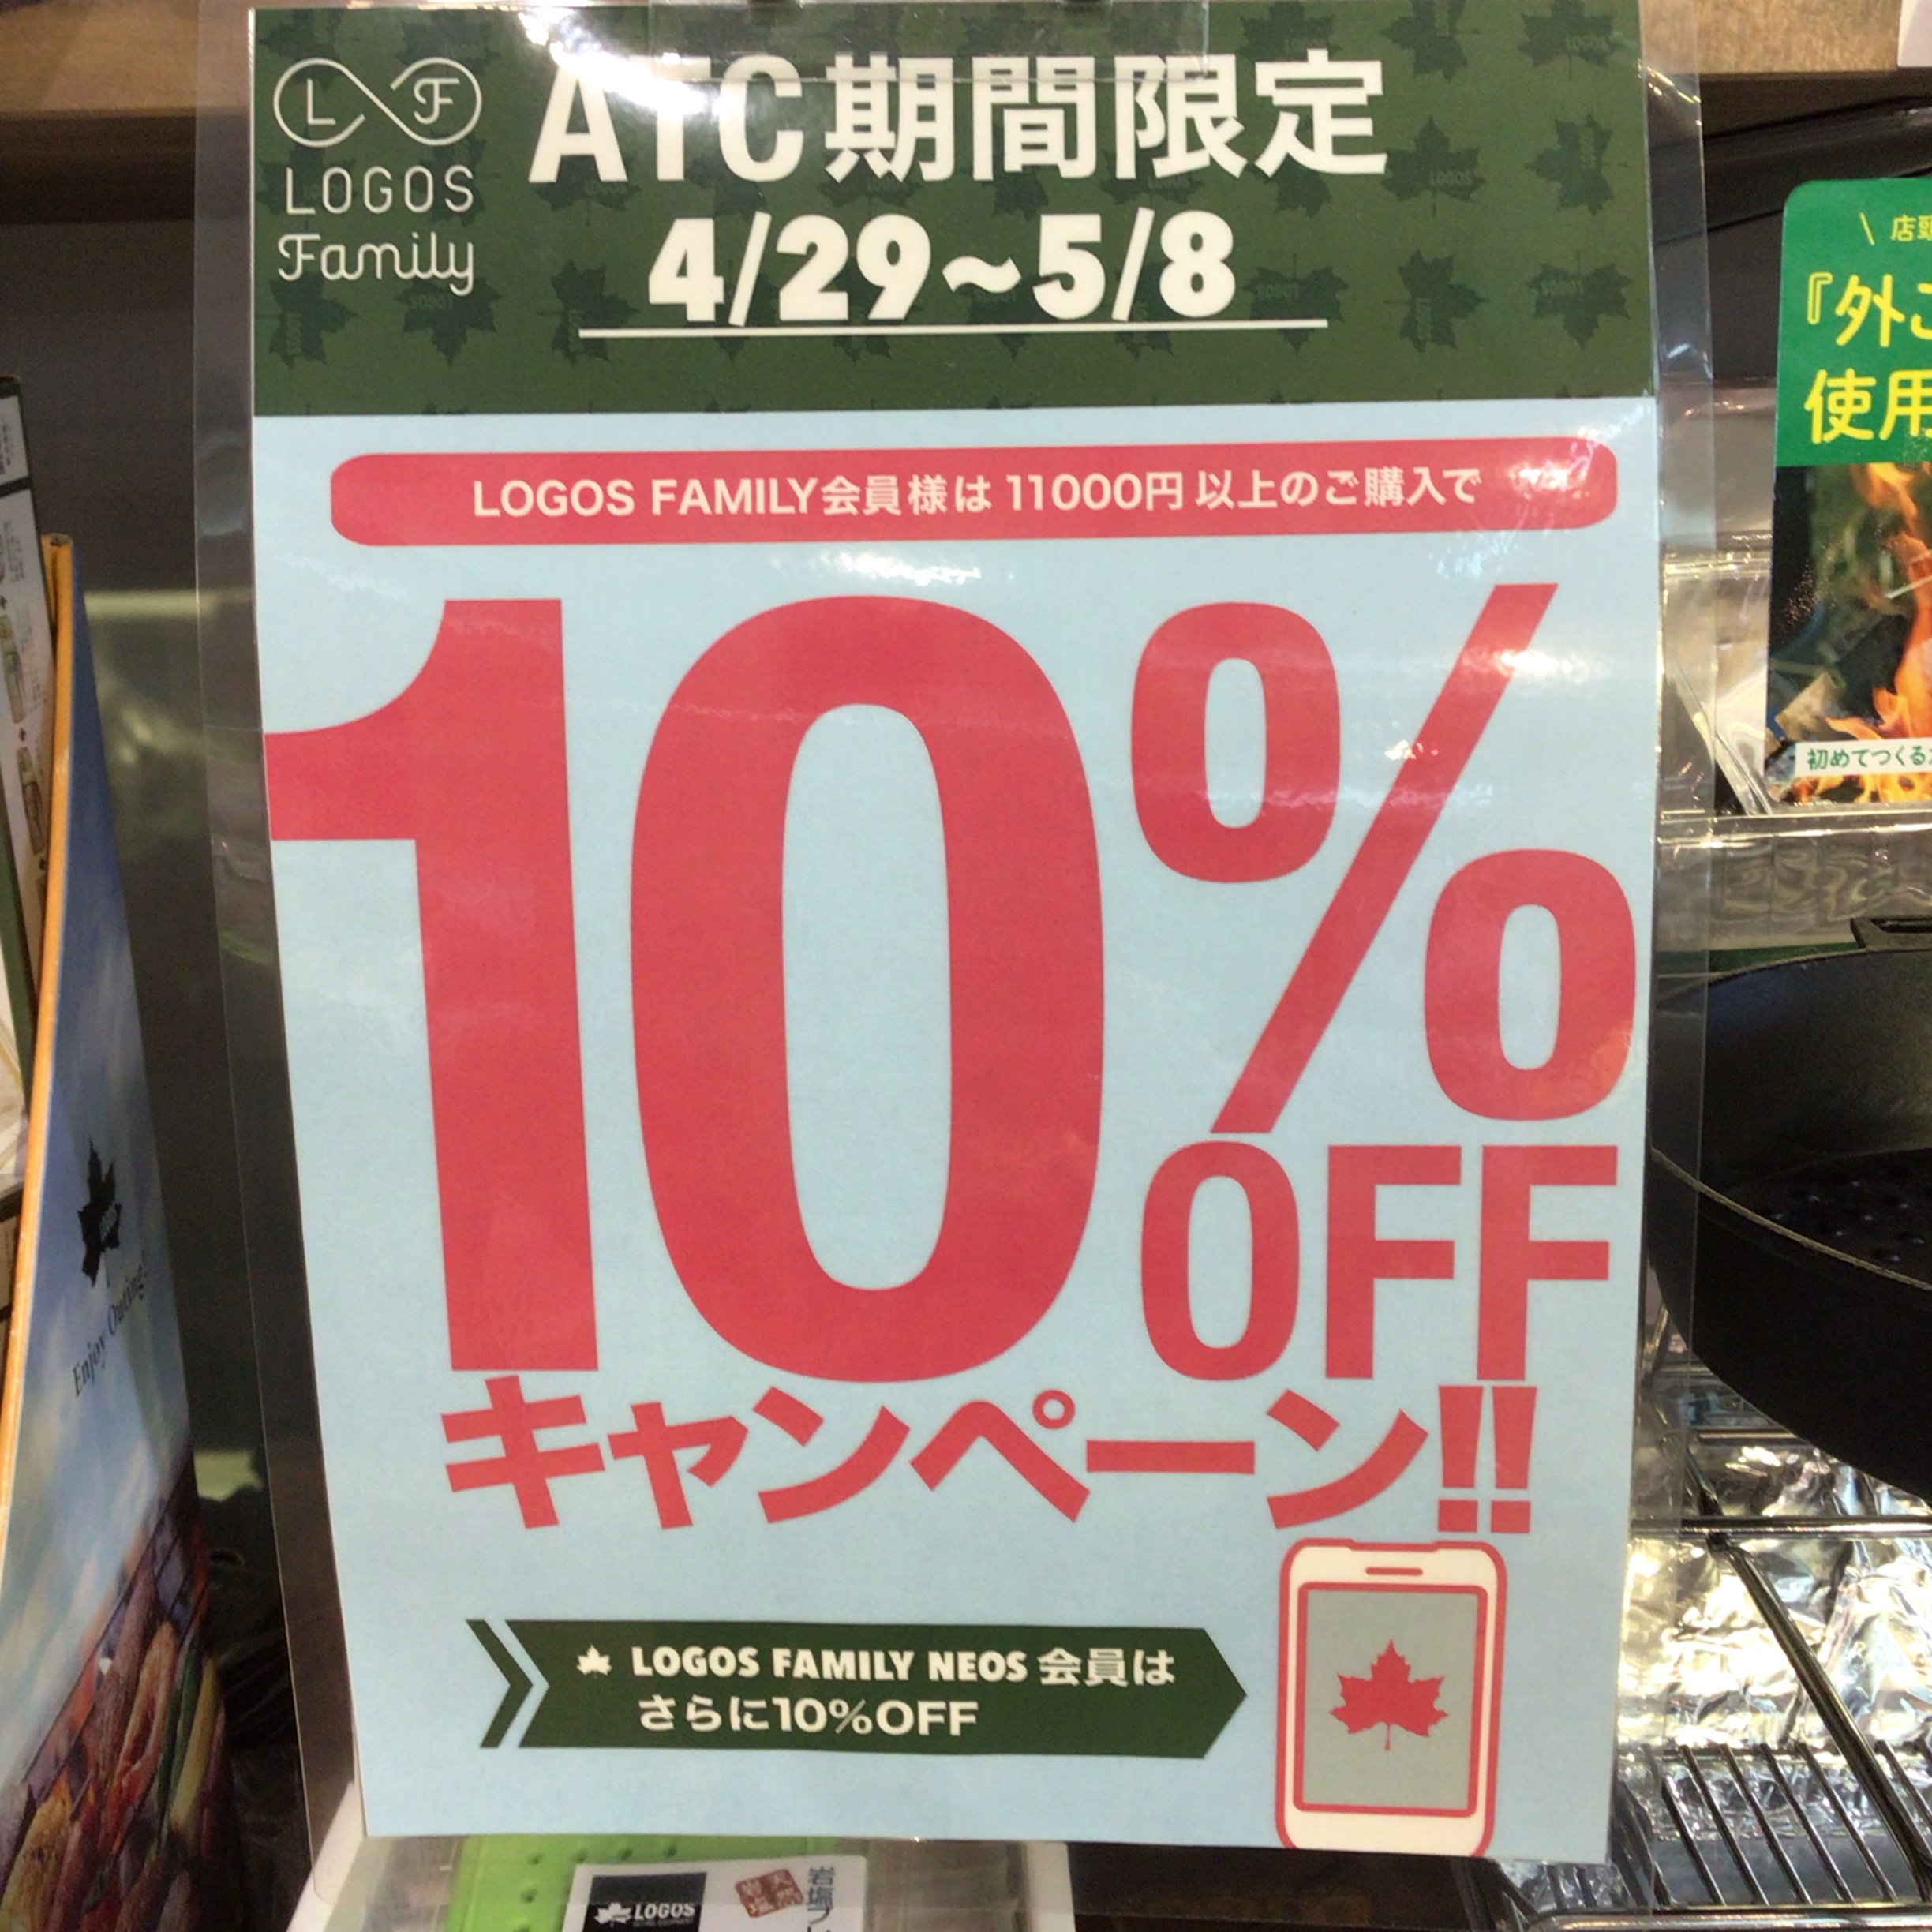 L F
LOGOS
Family
ATC期間限定
4/29~5/8
LOGOS FAMILY会員様は 11000円 以上のご購入で
10%
OFF
キャンペーン!!
LOGOS FAMILY NEOS 会員は
さらに10%OFF
『外
使用
初めてつくる
Enjoy Outing!
LOGOS
岩塩